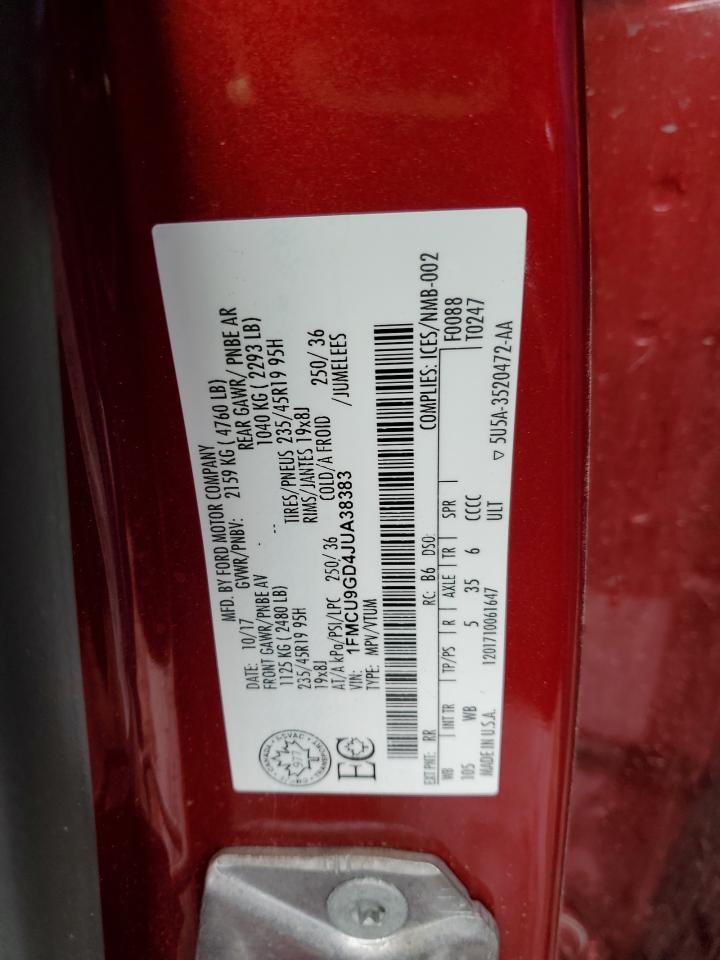 MFD. BY FORD MOTOR COMPANY
DATE: 10/17 GVWR/PNBV: 2159 KG ( 4760 LB)
FRONT GAWR/PNBE AV REAR GAWR/ PNBE AR
1125 KG ( 2480 LB) 1040 KG ( 2293 LB)
235/45R19 95H -- TIRES/PNEUS 235/45R19 95H
19x8J RIMS/JANTES 19x8J
AT/A kPa/PSI/LPC 250/ 36 COLD/A FROID 250/ 36
VIN: 1FMCU9GD4JUA38383 /JUMELEES
TYPE: MPV/VTUM
EC
COMPLIES: ICES/NMB-002
EXT PNT: RR RC: B6 DSO: F0088
T0247
WB INT TR TP/PS R AXLE TR SPR
105 WB 5 35 6 CCCC
ULT
MADE IN U.S.A. 1201710061647
▽ 5U5A-3520472-AA
CANADA
977